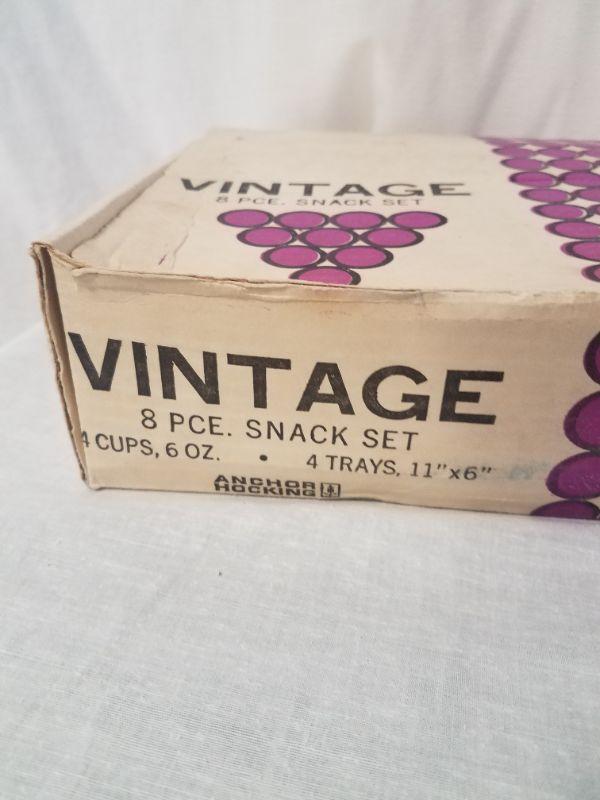 VINTAGE
8 PCE. SNACK SET
VINTAGE
8 PCE. SNACK SET
4 CUPS, 6 OZ. • 4 TRAYS, 11"x6"
ANCHOR
HOCKING